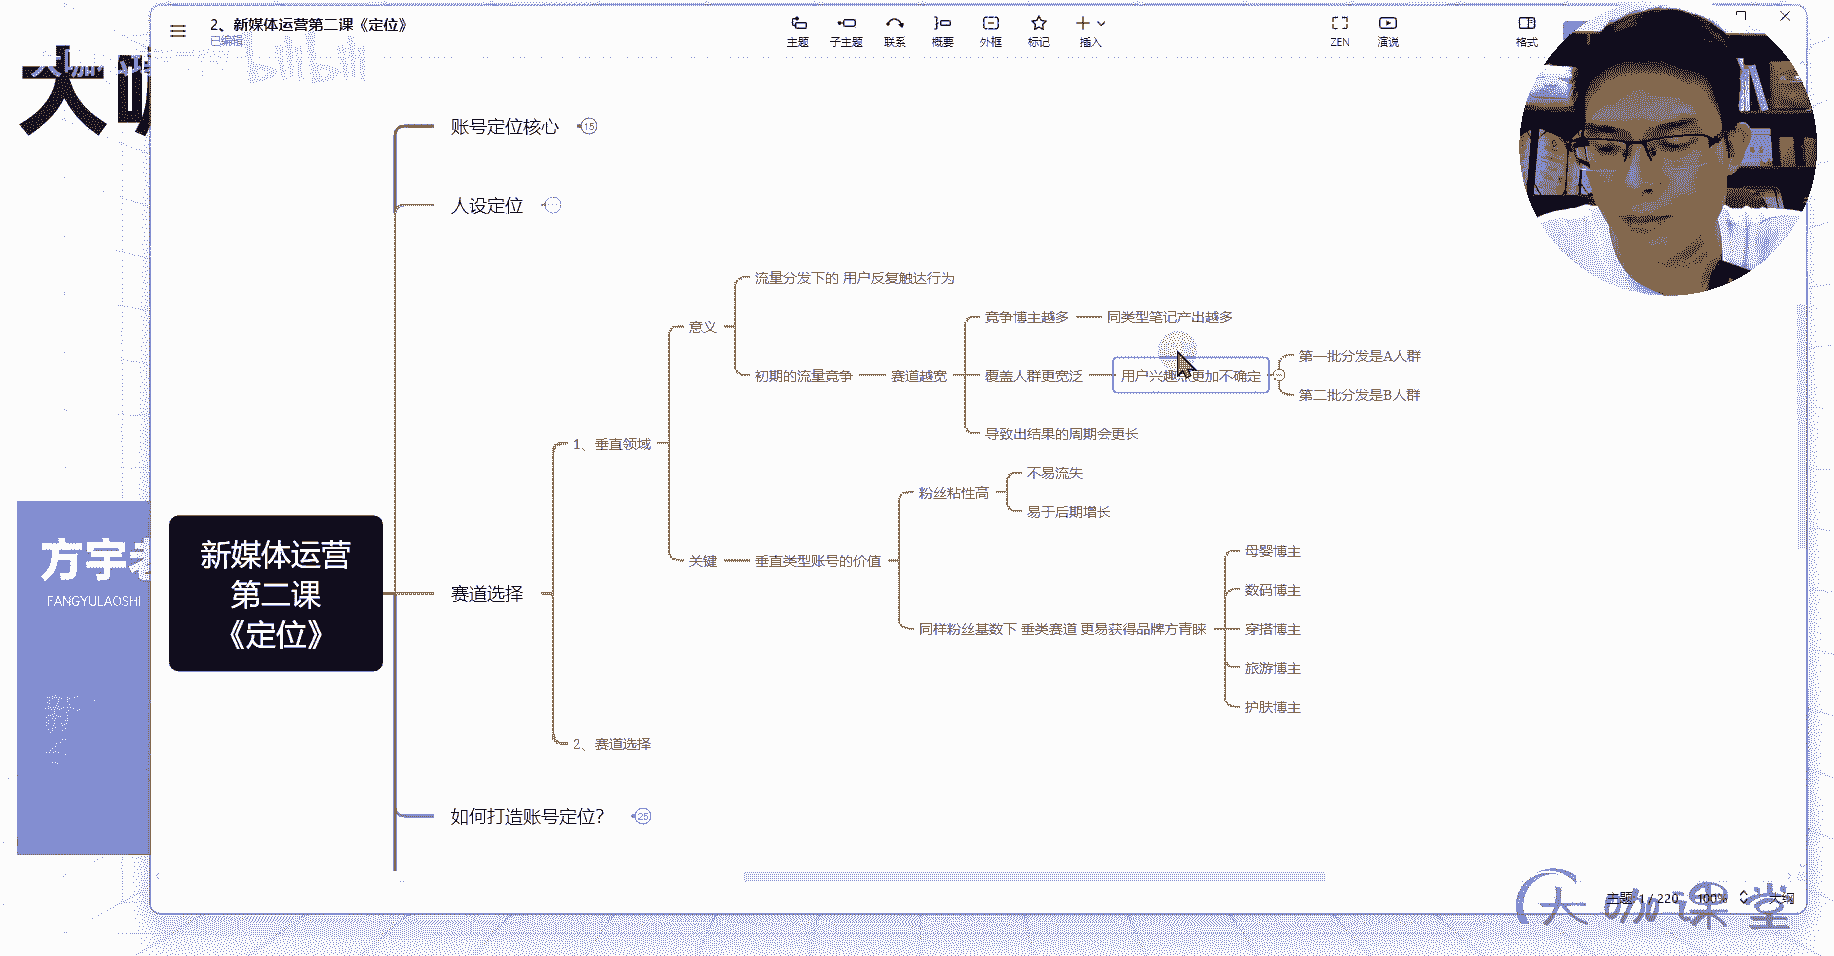 2、新媒体运营第二课《定位》
已编辑
主题
子主题
联系
概要
外框
标记
插入
ZEN
演说
格式
bilibili
大咖
账号定位核心
15
人设定位
流量分发下的 用户反复触达行为
意义
竞争博主越多
同类型笔记产出越多
初期的流量竞争
赛道越宽
覆盖人群更宽泛
用户兴趣点更加不确定
第一批分发是A人群
第二批分发是B人群
导致出结果的周期会更长
1、垂直领域
不易流失
粉丝粘性高
易于后期增长
关键
垂直类型账号的价值
母婴博主
数码博主
同样粉丝基数下 垂类赛道 更易获得品牌方青睐
穿搭博主
旅游博主
护肤博主
新媒体运营
第二课
《定位》
赛道选择
2、赛道选择
如何打造账号定位？
25
方宇老
FANGYULAOSHI
主题 1 / 220
100%
大纲
大咖课堂